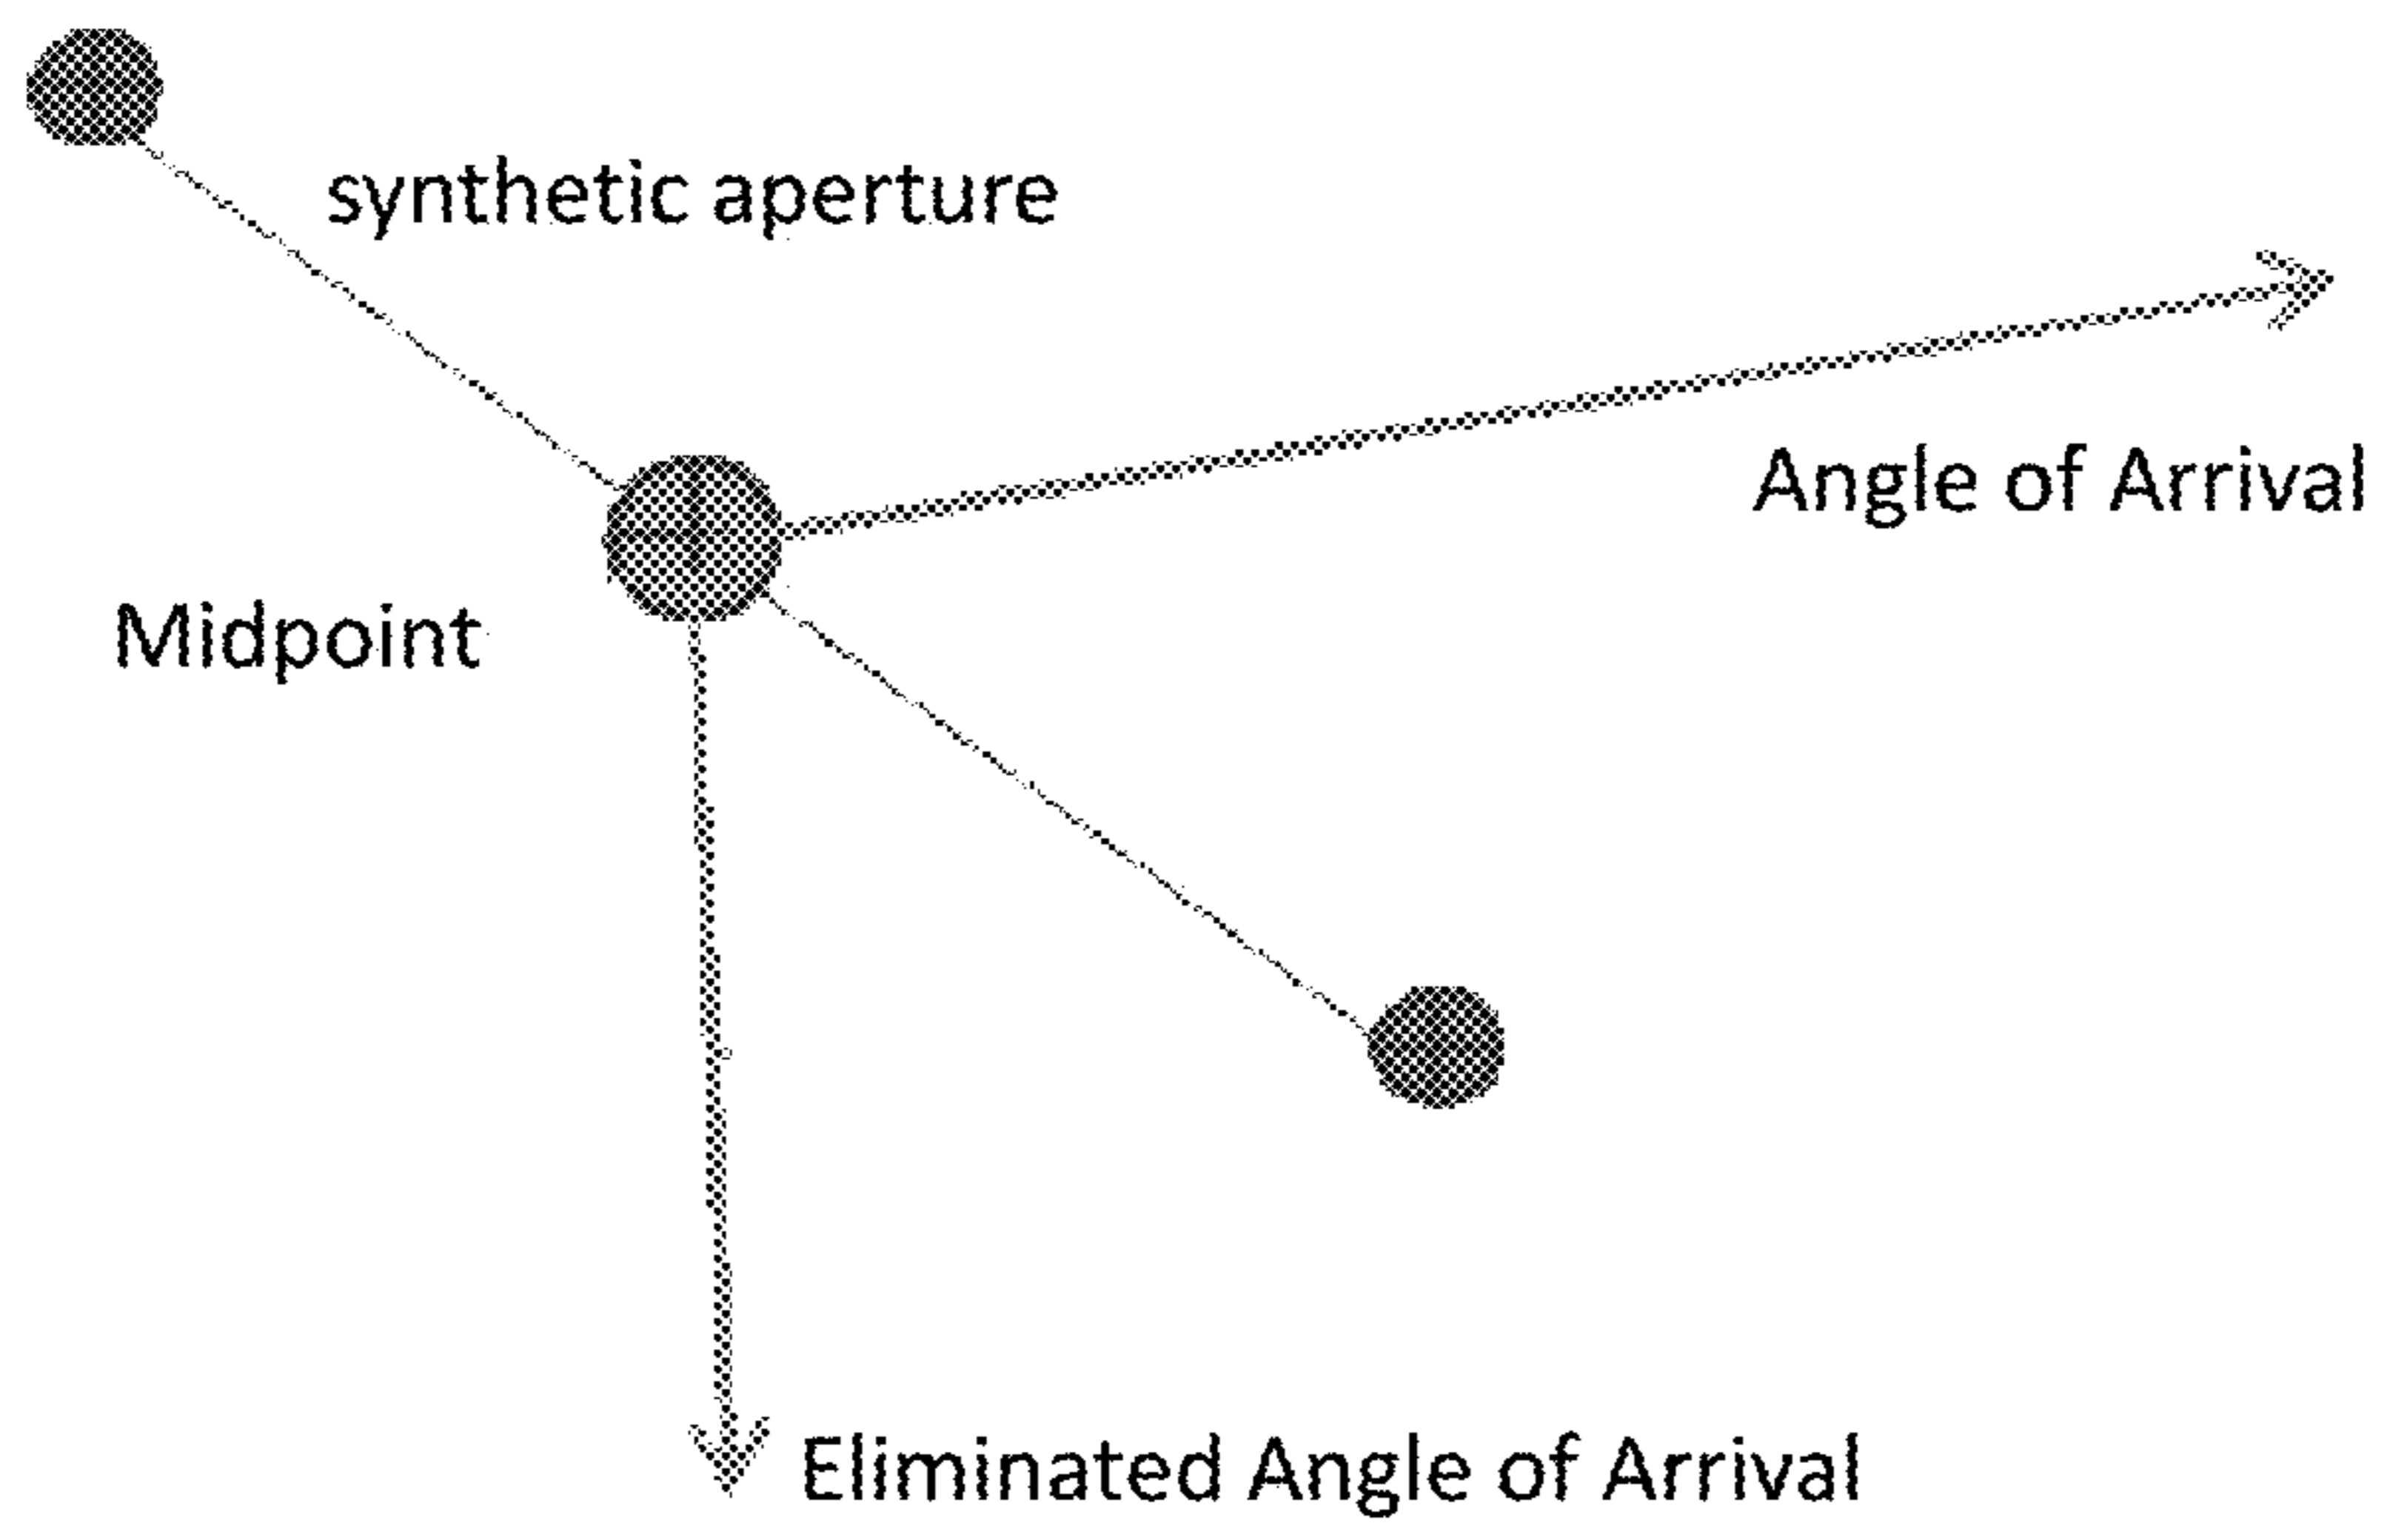 synthetic aperture
Angle of Arrival
Midpoint
Eliminated Angle of Arrival